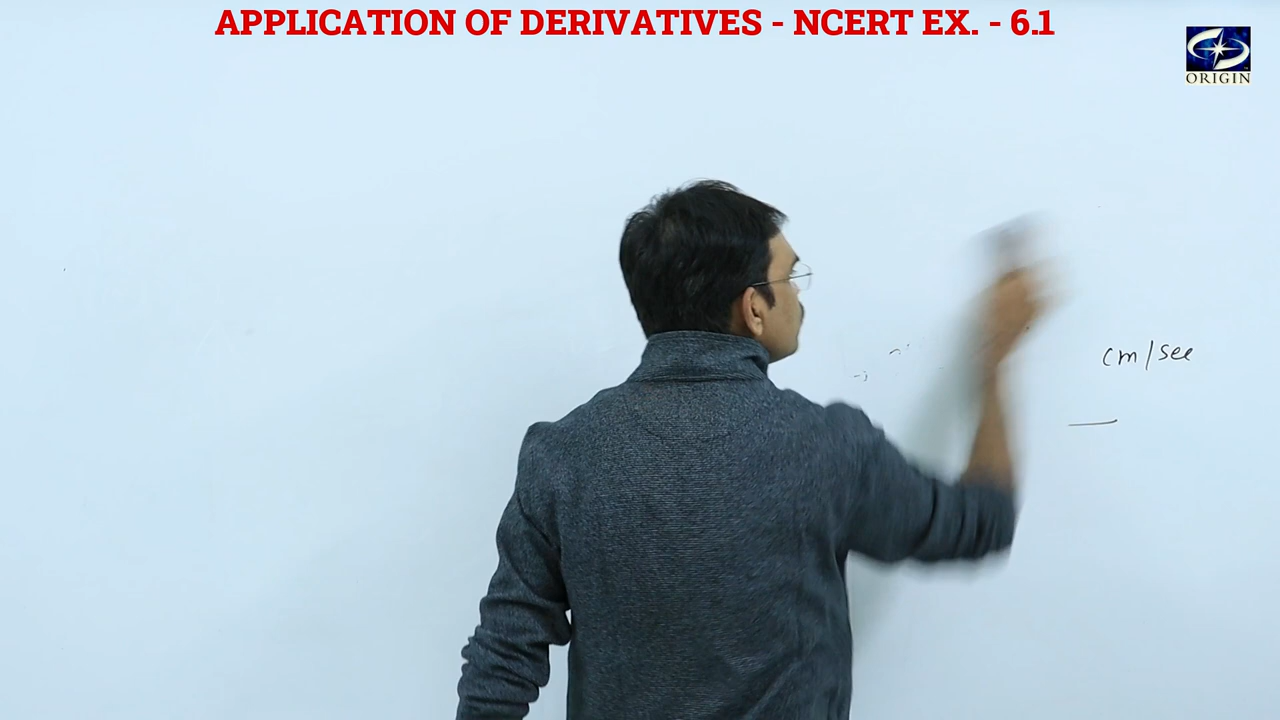 APPLICATION OF DERIVATIVES - NCERT EX. - 6.1
ORIGIN
cm/sec